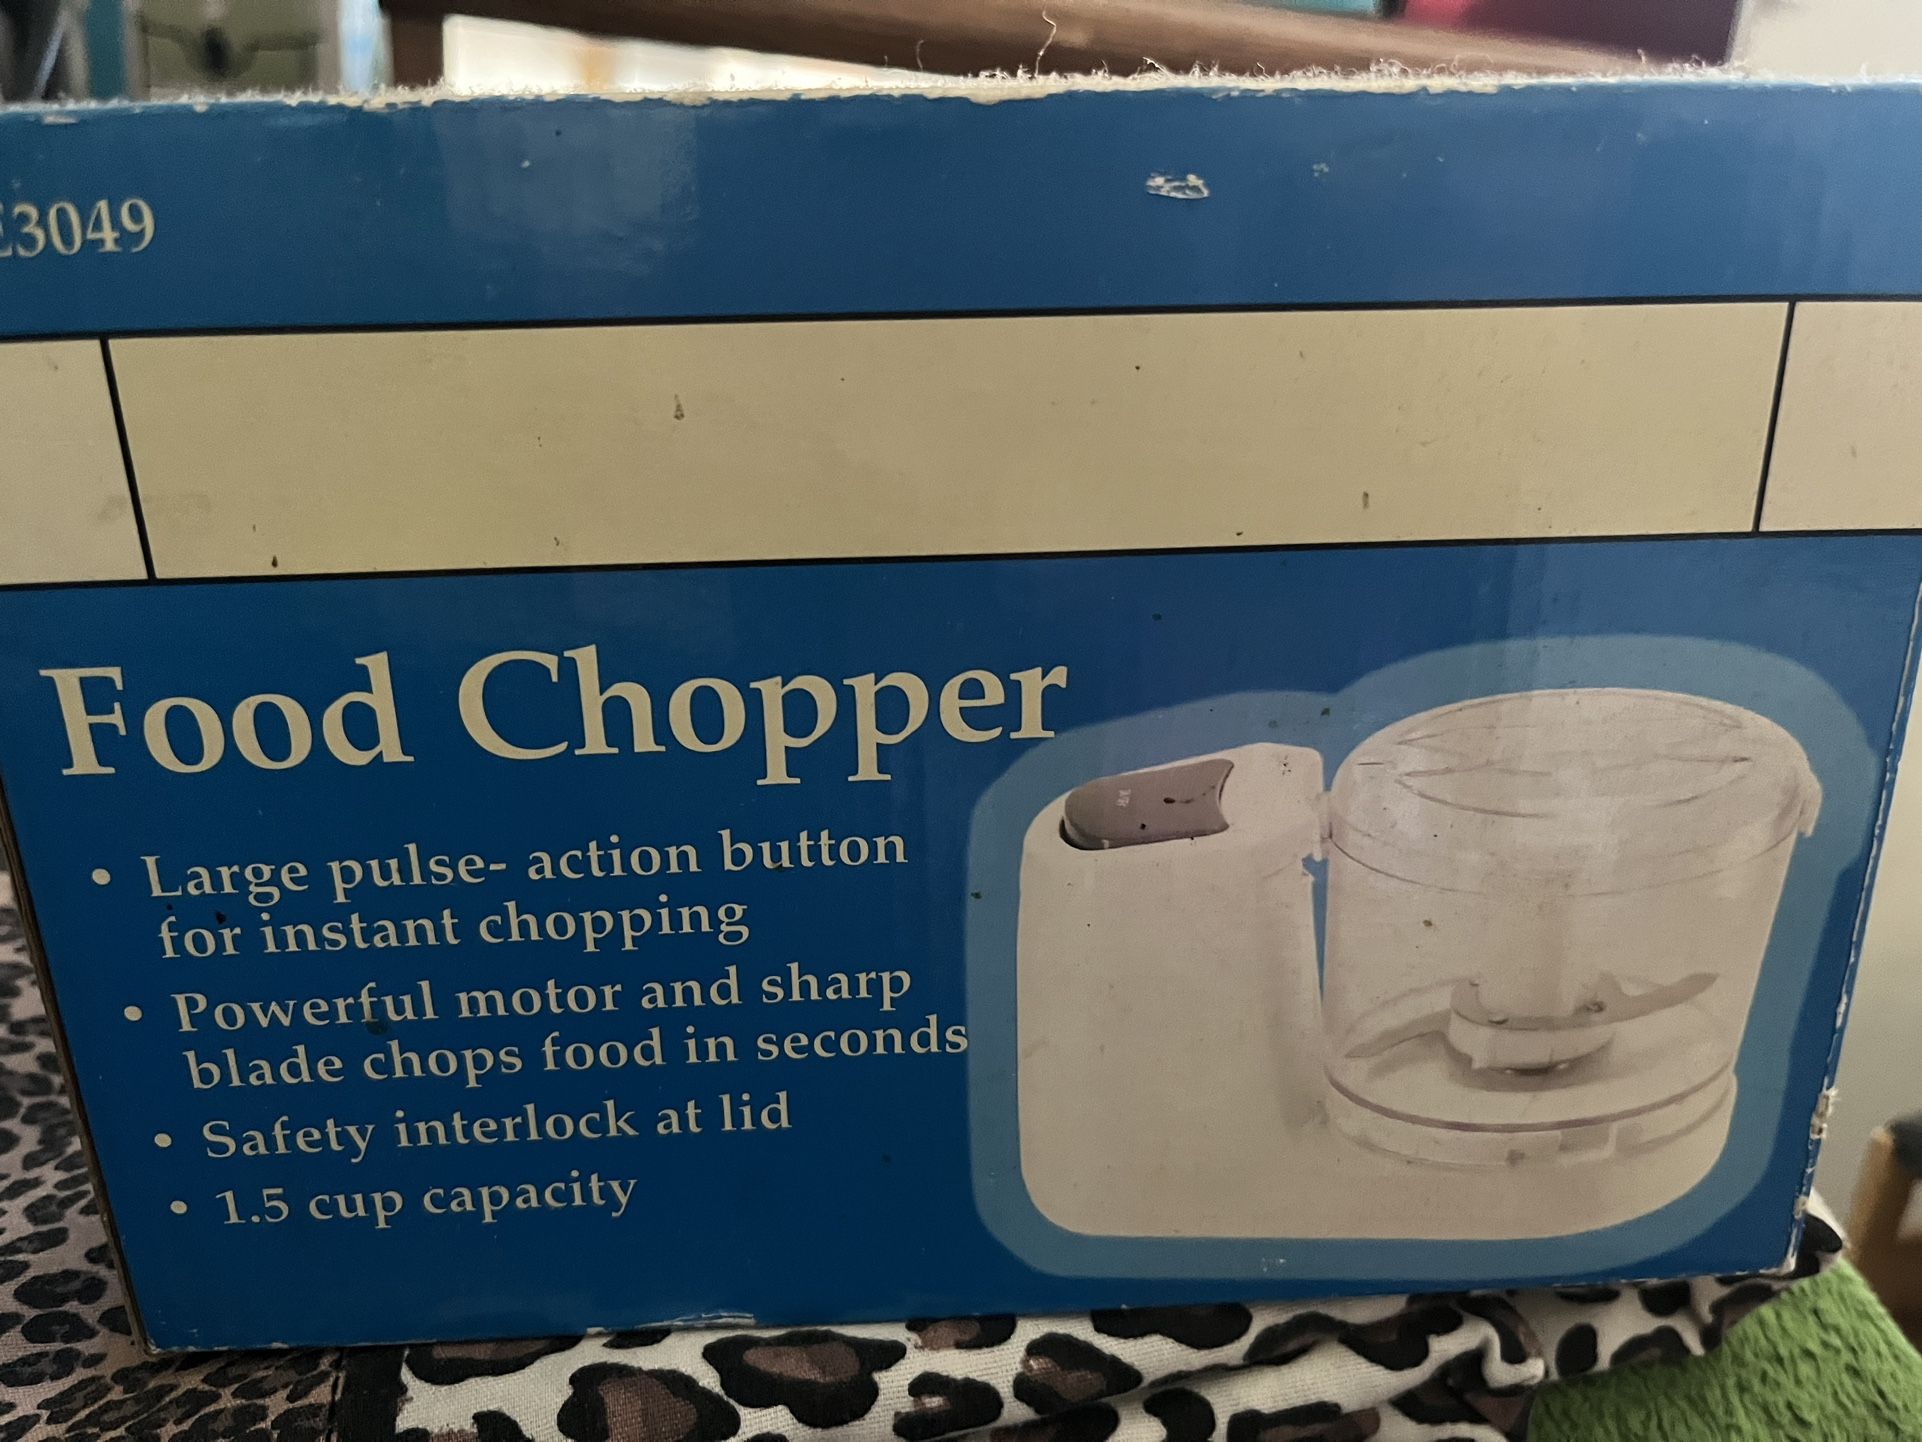 E3049
Food Chopper
• Large pulse- action button
for instant chopping
• Powerful motor and sharp
blade chops food in seconds
• Safety interlock at lid
• 1.5 cup capacity